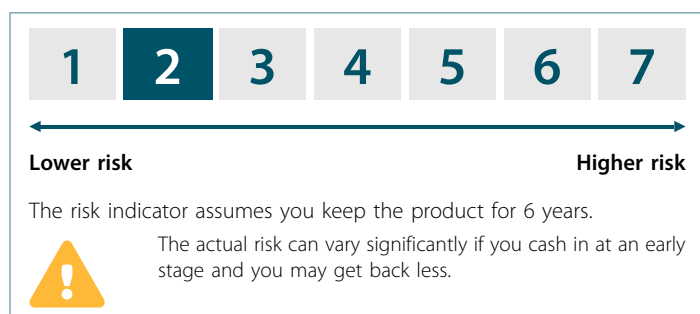 1 2 3 4 5 6 7
Lower risk Higher risk
The risk indicator assumes you keep the product for 6 years.
The actual risk can vary significantly if you cash in at an early
stage and you may get back less.